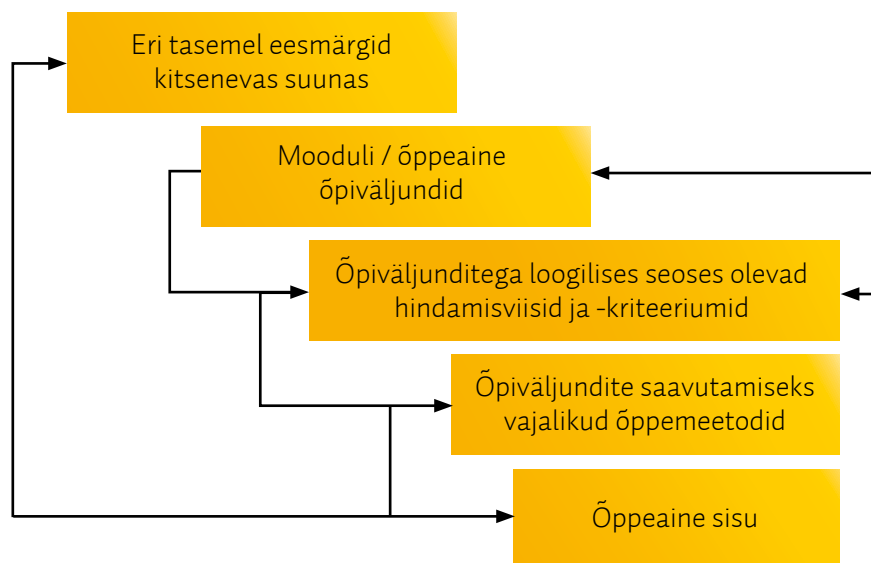 Eri tasemel eesmärgid
kitsenevas suunas
Mooduli / õppeaine
õpiväljundid
Õpiväljunditega loogilises seoses olevad
hindamisviisid ja -kriteeriumid
Õpiväljundite saavutamiseks
vajalikud õppemeetodid
Õppeaine sisu